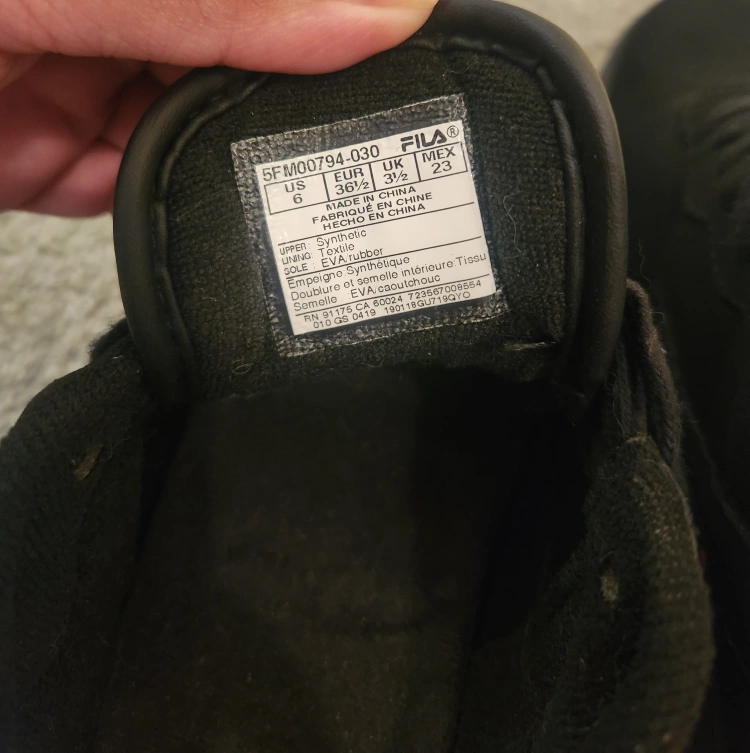 5FM00794-030 FILA®
US EUR UK MEX
6 36½ 3½ 23
MADE IN CHINA
FABRIQUÉ EN CHINE
HECHO EN CHINA
UPPER: Synthetic
LINING: Textile
SOLE: EVA/rubber
Empeigne: Synthétique
Doublure et semelle intérieure: Tissu
Semelle EVA/caoutchouc
RN 91175 CA 60024 723567008554
010 GS 0419 190118GU719QYO